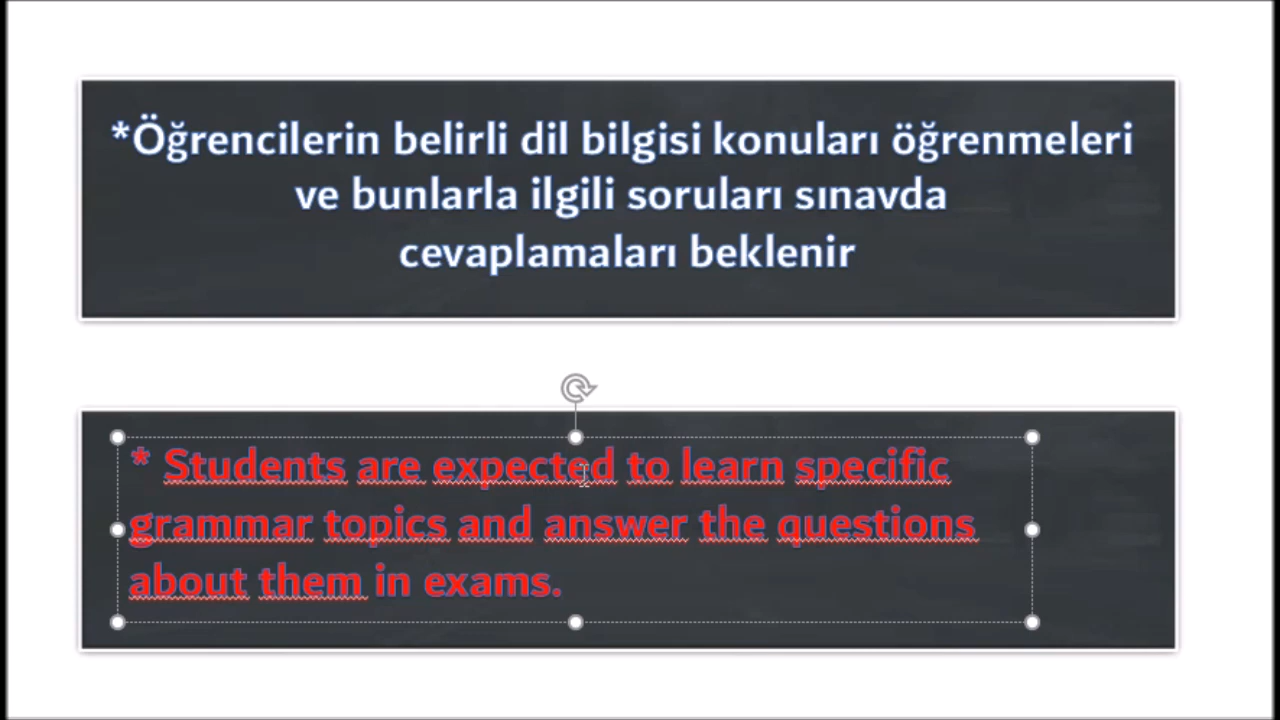 *Öğrencilerin belirli dil bilgisi konuları öğrenmeleri
ve bunlarla ilgili soruları sınavda
cevaplamaları beklenir
* Students are expected to learn specific
grammar topics and answer the questions
about them in exams.